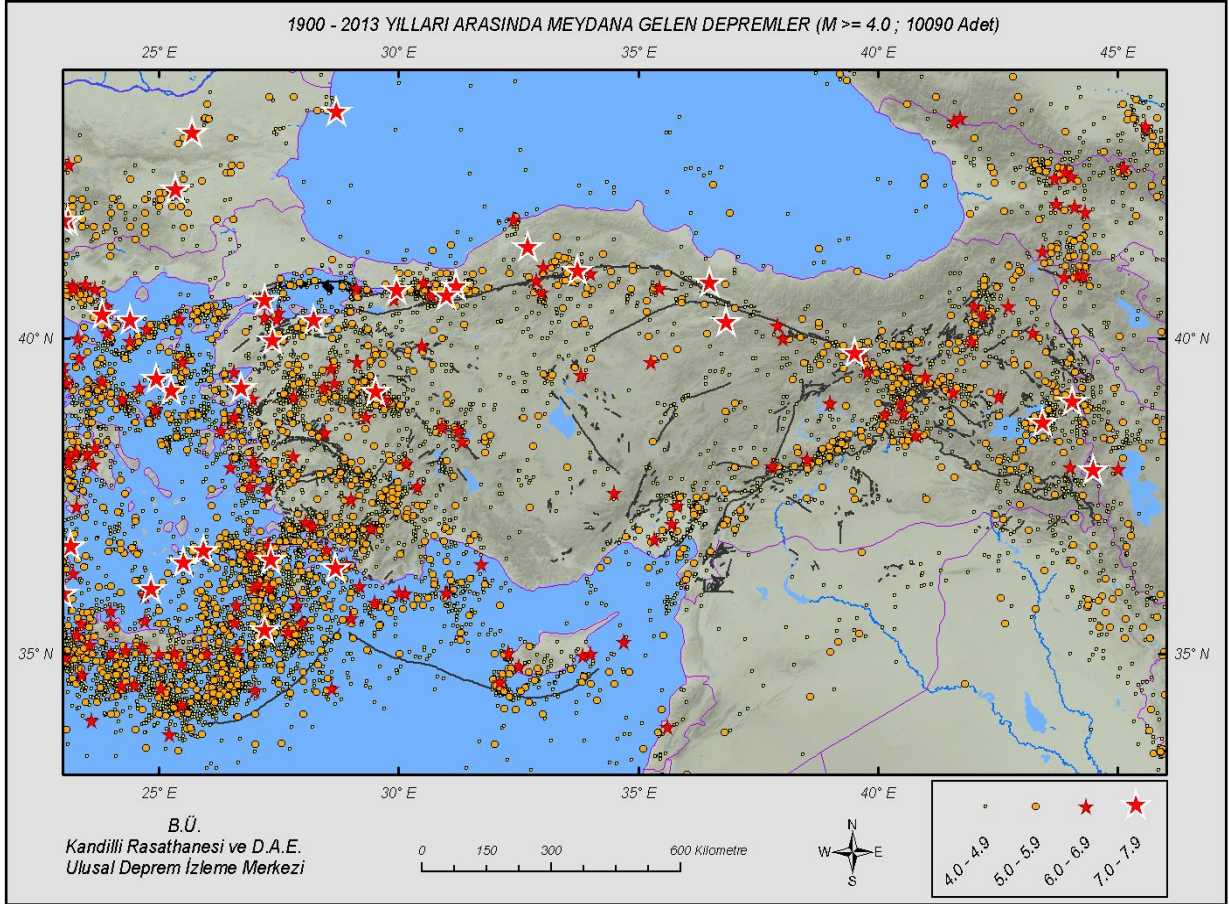 1900 - 2013 YILLARI ARASINDA MEYDANA GELEN DEPREMLER (M >= 4.0 ; 10090 Adet)
25° E 30° E 35° E 40° E 45° E
40° N 40° N
35° N 35° N
25° E 30° E 35° E 40° E
B.Ü.
Kandilli Rasathanesi ve D.A.E.
Ulusal Deprem İzleme Merkezi
0 150 300 600 Kilometre
N
W E
S
4.0 - 4.9 5.0 - 5.9 6.0 - 6.9 7.0 - 7.9